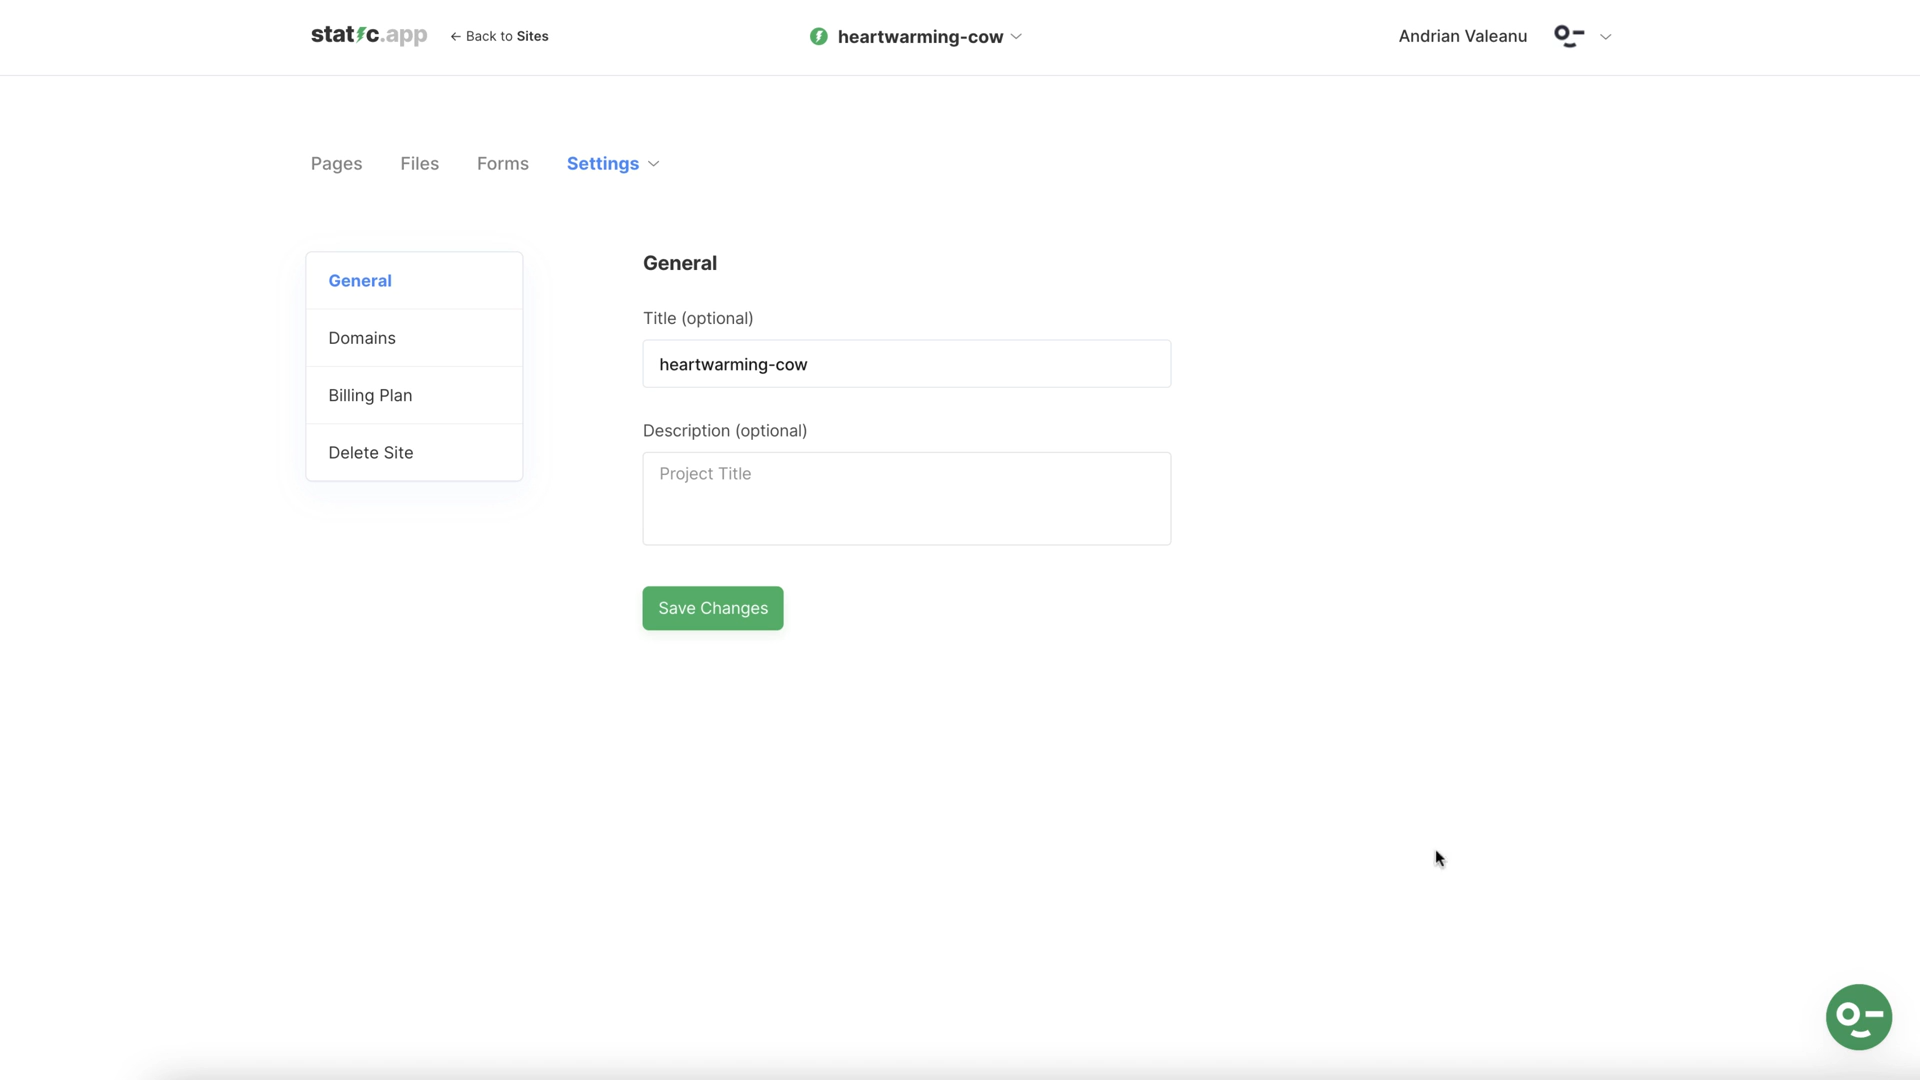 static.app
← Back to Sites
heartwarming-cow
Andrian Valeanu
Pages
Files
Forms
Settings
General
Domains
Billing Plan
Delete Site
General
Title (optional)
heartwarming-cow
Description (optional)
Project Title
Save Changes